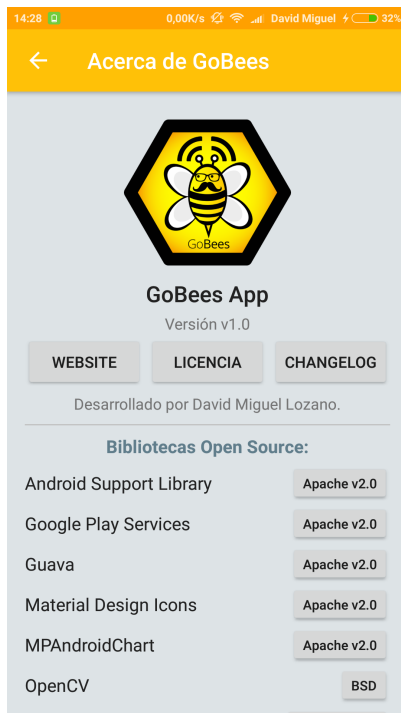 14:28 0,00K/s David Miguel 32%
Acerca de GoBees
GoBees
GoBees App
Versión v1.0
WEBSITE LICENCIA CHANGELOG
Desarrollado por David Miguel Lozano.
Bibliotecas Open Source:
Android Support Library Apache v2.0
Google Play Services Apache v2.0
Guava Apache v2.0
Material Design Icons Apache v2.0
MPAndroidChart Apache v2.0
OpenCV BSD